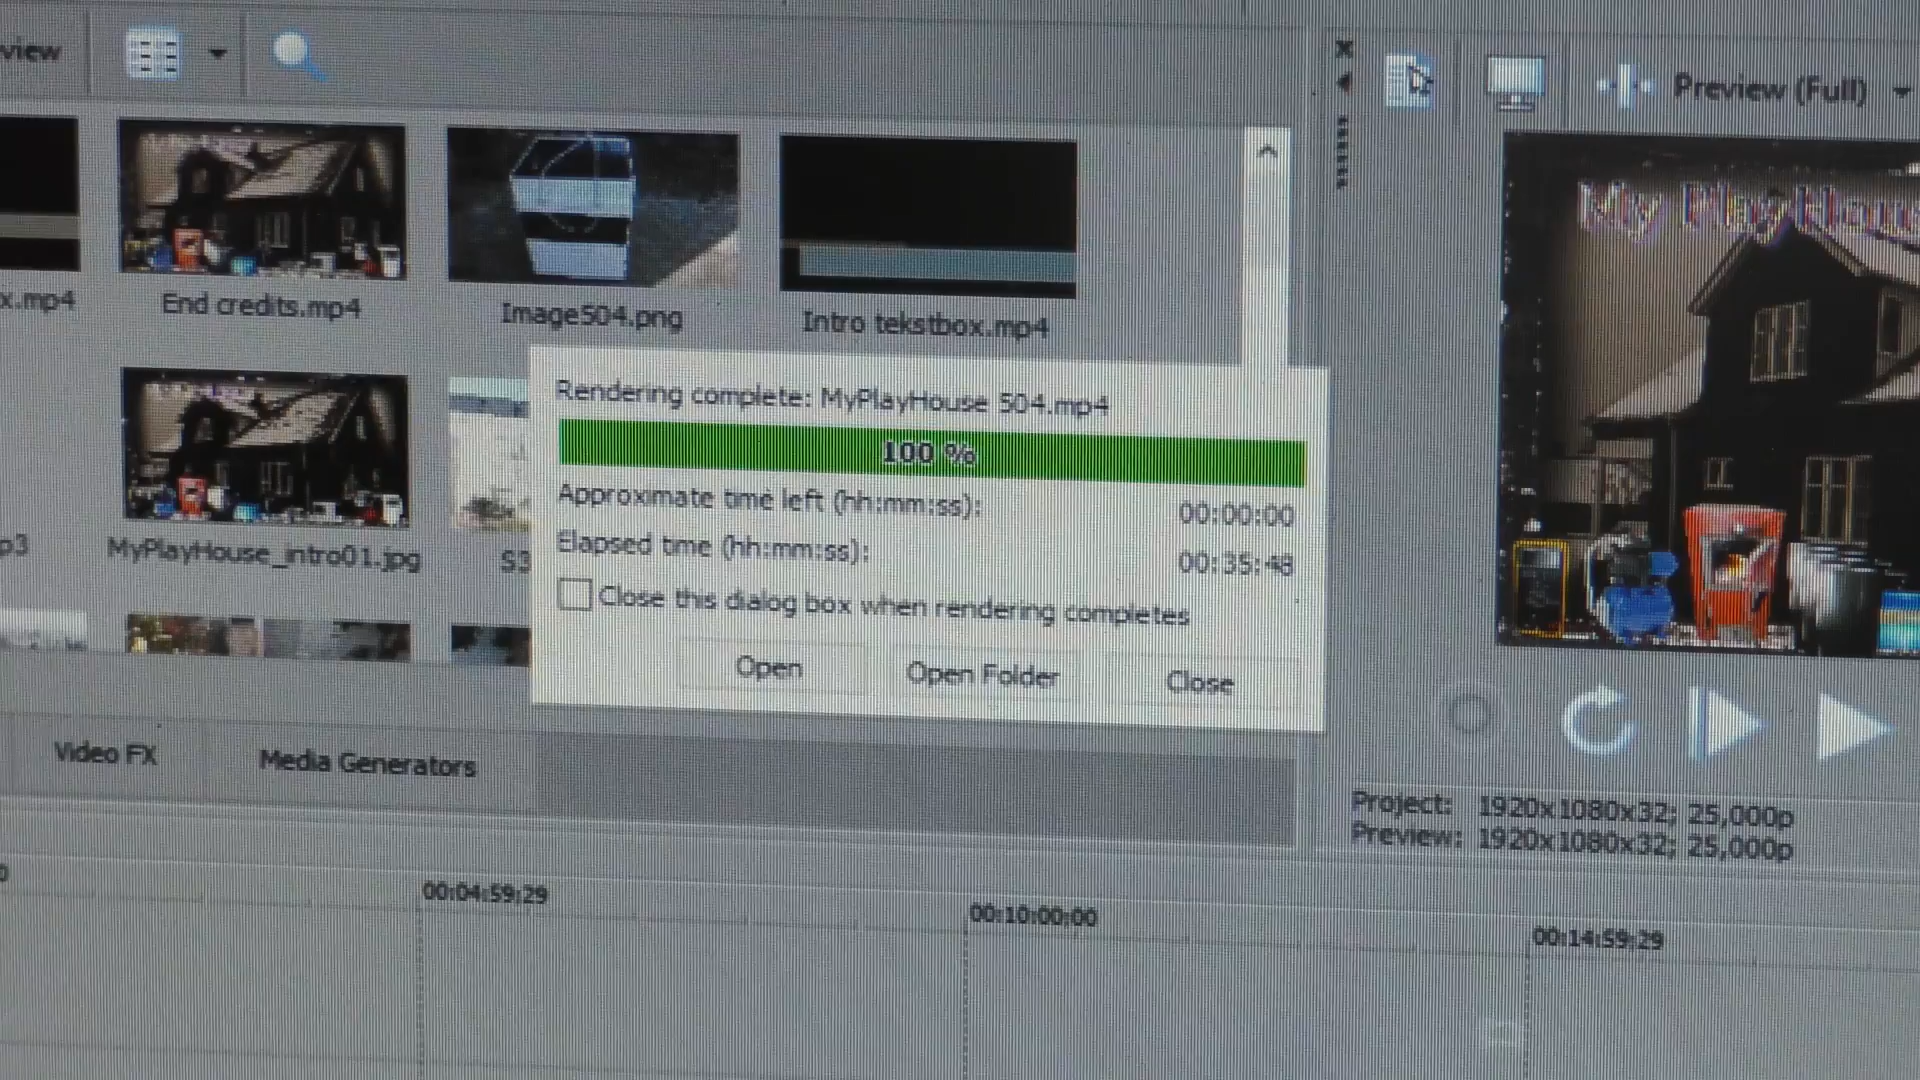 view
Preview (Full)
My PlayHou
x.mp4
End credits.mp4
Image504.png
Intro tekstbox.mp4
Rendering complete: MyPlayHouse 504.mp4
100 %
Approximate time left (hh:mm:ss):
00:00:00
Elapsed time (hh:mm:ss):
00:35:48
Close this dialog box when rendering completes
Open
Open Folder
Close
p3
MyPlayHouse_intro01.jpg
S3
Video FX
Media Generators
Project: 1920x1080x32; 25,000p
Preview: 1920x1080x32; 25,000p
00:04:59;29
00:10:00;00
00:14:59;29